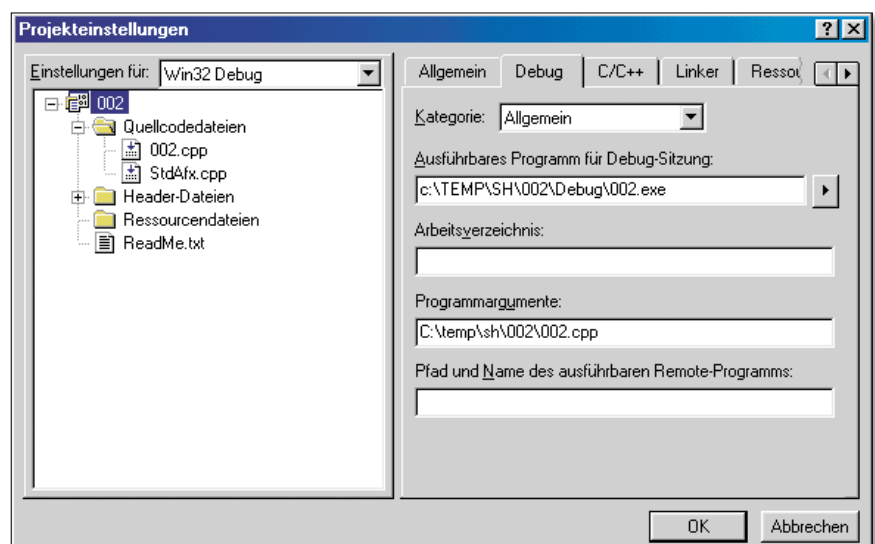 Projekteinstellungen
Einstellungen für: Win32 Debug
002
Quellcodedateien
002.cpp
StdAfx.cpp
Header-Dateien
Ressourcendateien
ReadMe.txt
Allgemein Debug C/C++ Linker Ressou
Kategorie: Allgemein
Ausführbares Programm für Debug-Sitzung:
c:\TEMP\SH\002\Debug\002.exe
Arbeitsverzeichnis:
Programmargumente:
C:\temp\sh\002\002.cpp
Pfad und Name des ausführbaren Remote-Programms:
OK Abbrechen